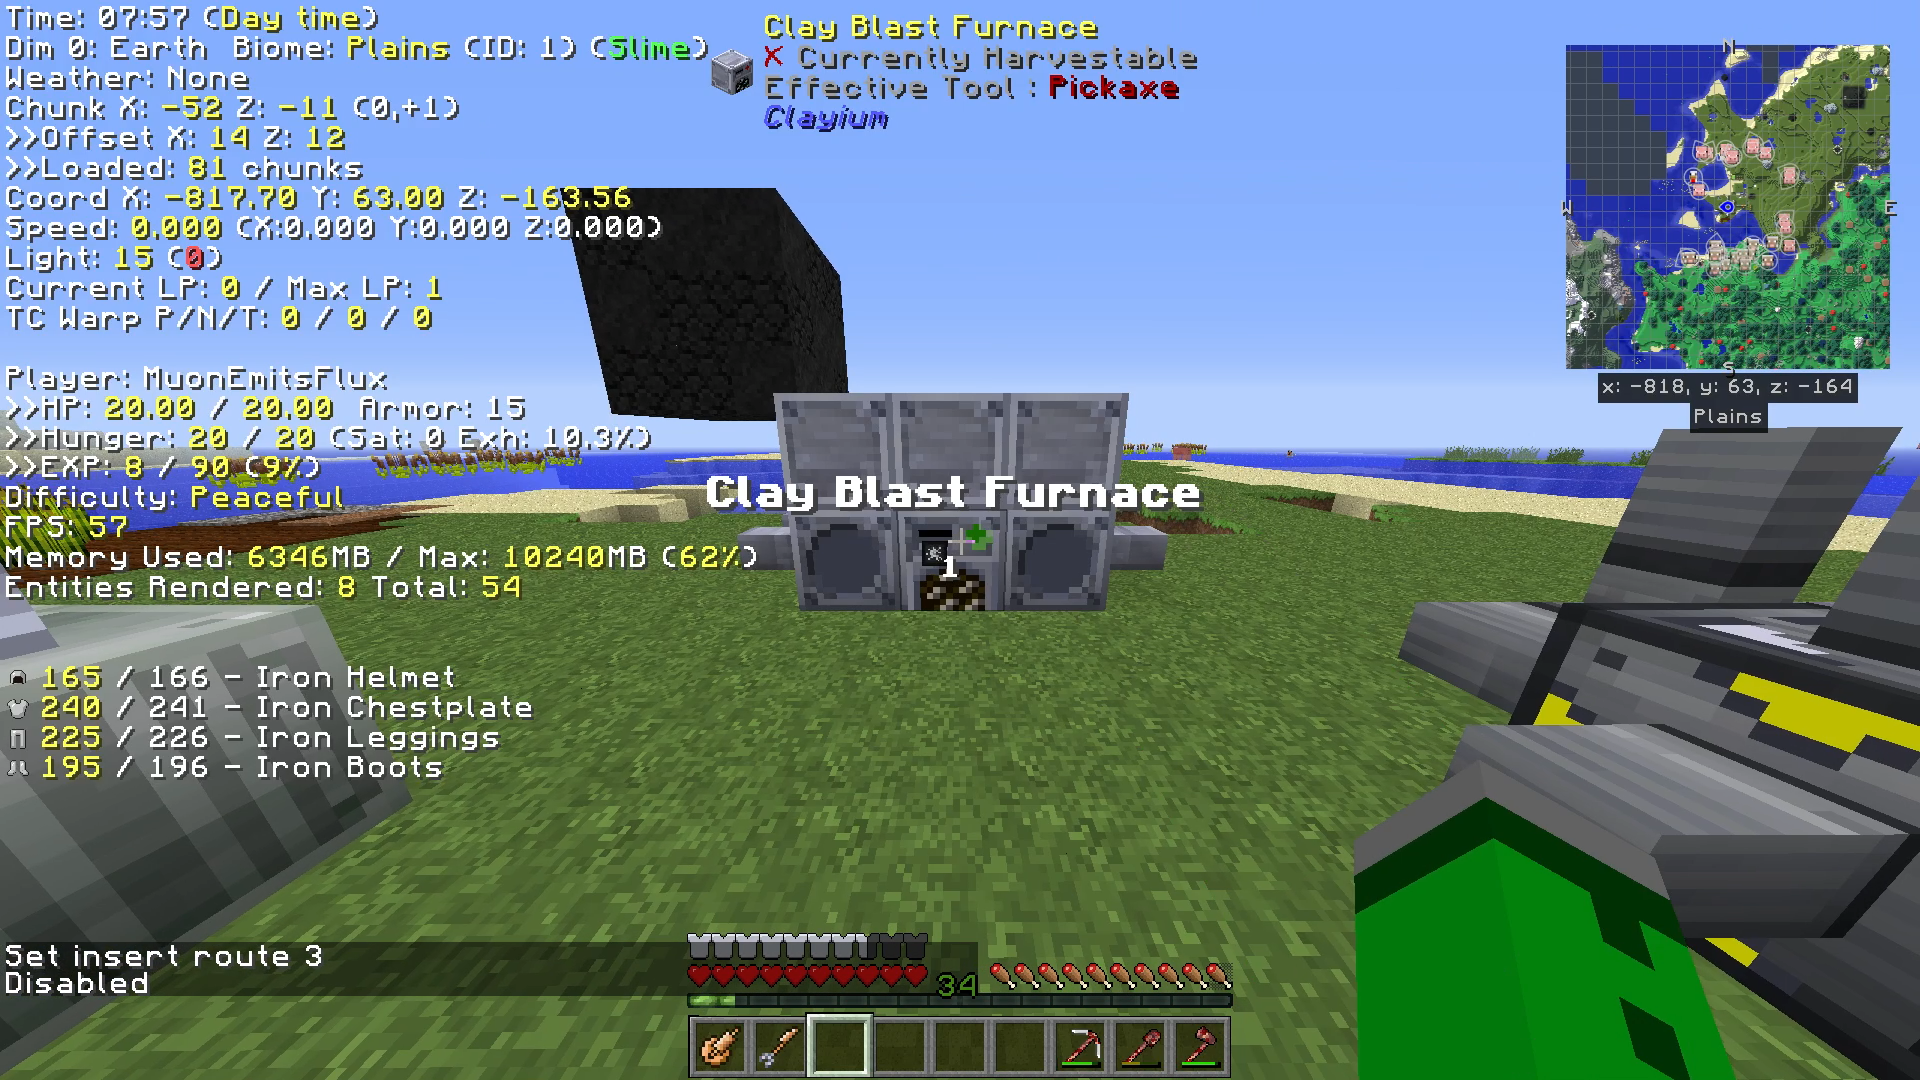 Time: 07:57 (Day time)
Dim 0: Earth Biome: Plains (ID: 1) (Slime)
Weather: None
Chunk X: -52 Z: -11 (0,+1)
>>Offset X: 14 Z: 12
>>Loaded: 81 chunks
Coord X: -817.70 Y: 63.00 Z: -163.56
Speed: 0.000 (X:0.000 Y:0.000 Z:0.000)
Light: 15 (0)
Current LP: 0 / Max LP: 1
TC Warp P/N/T: 0 / 0 / 0
Player: MuonEmitsFlux
>>HP: 20.00 / 20.00 Armor: 15
>>Hunger: 20 / 20 (Sat: 0 Exh: 10.3%)
>>EXP: 8 / 90 (9%)
Difficulty: Peaceful
FPS: 57
Memory Used: 6346MB / Max: 10240MB (62%)
Entities Rendered: 8 Total: 54
165 / 166 - Iron Helmet
240 / 241 - Iron Chestplate
225 / 226 - Iron Leggings
195 / 196 - Iron Boots
Set insert route 3
Disabled
Clay Blast Furnace
X Currently Harvestable
Effective Tool : Pickaxe
Clayium
Clay Blast Furnace
1
34
N
W
E
S
x: -818, y: 63, z: -164
Plains